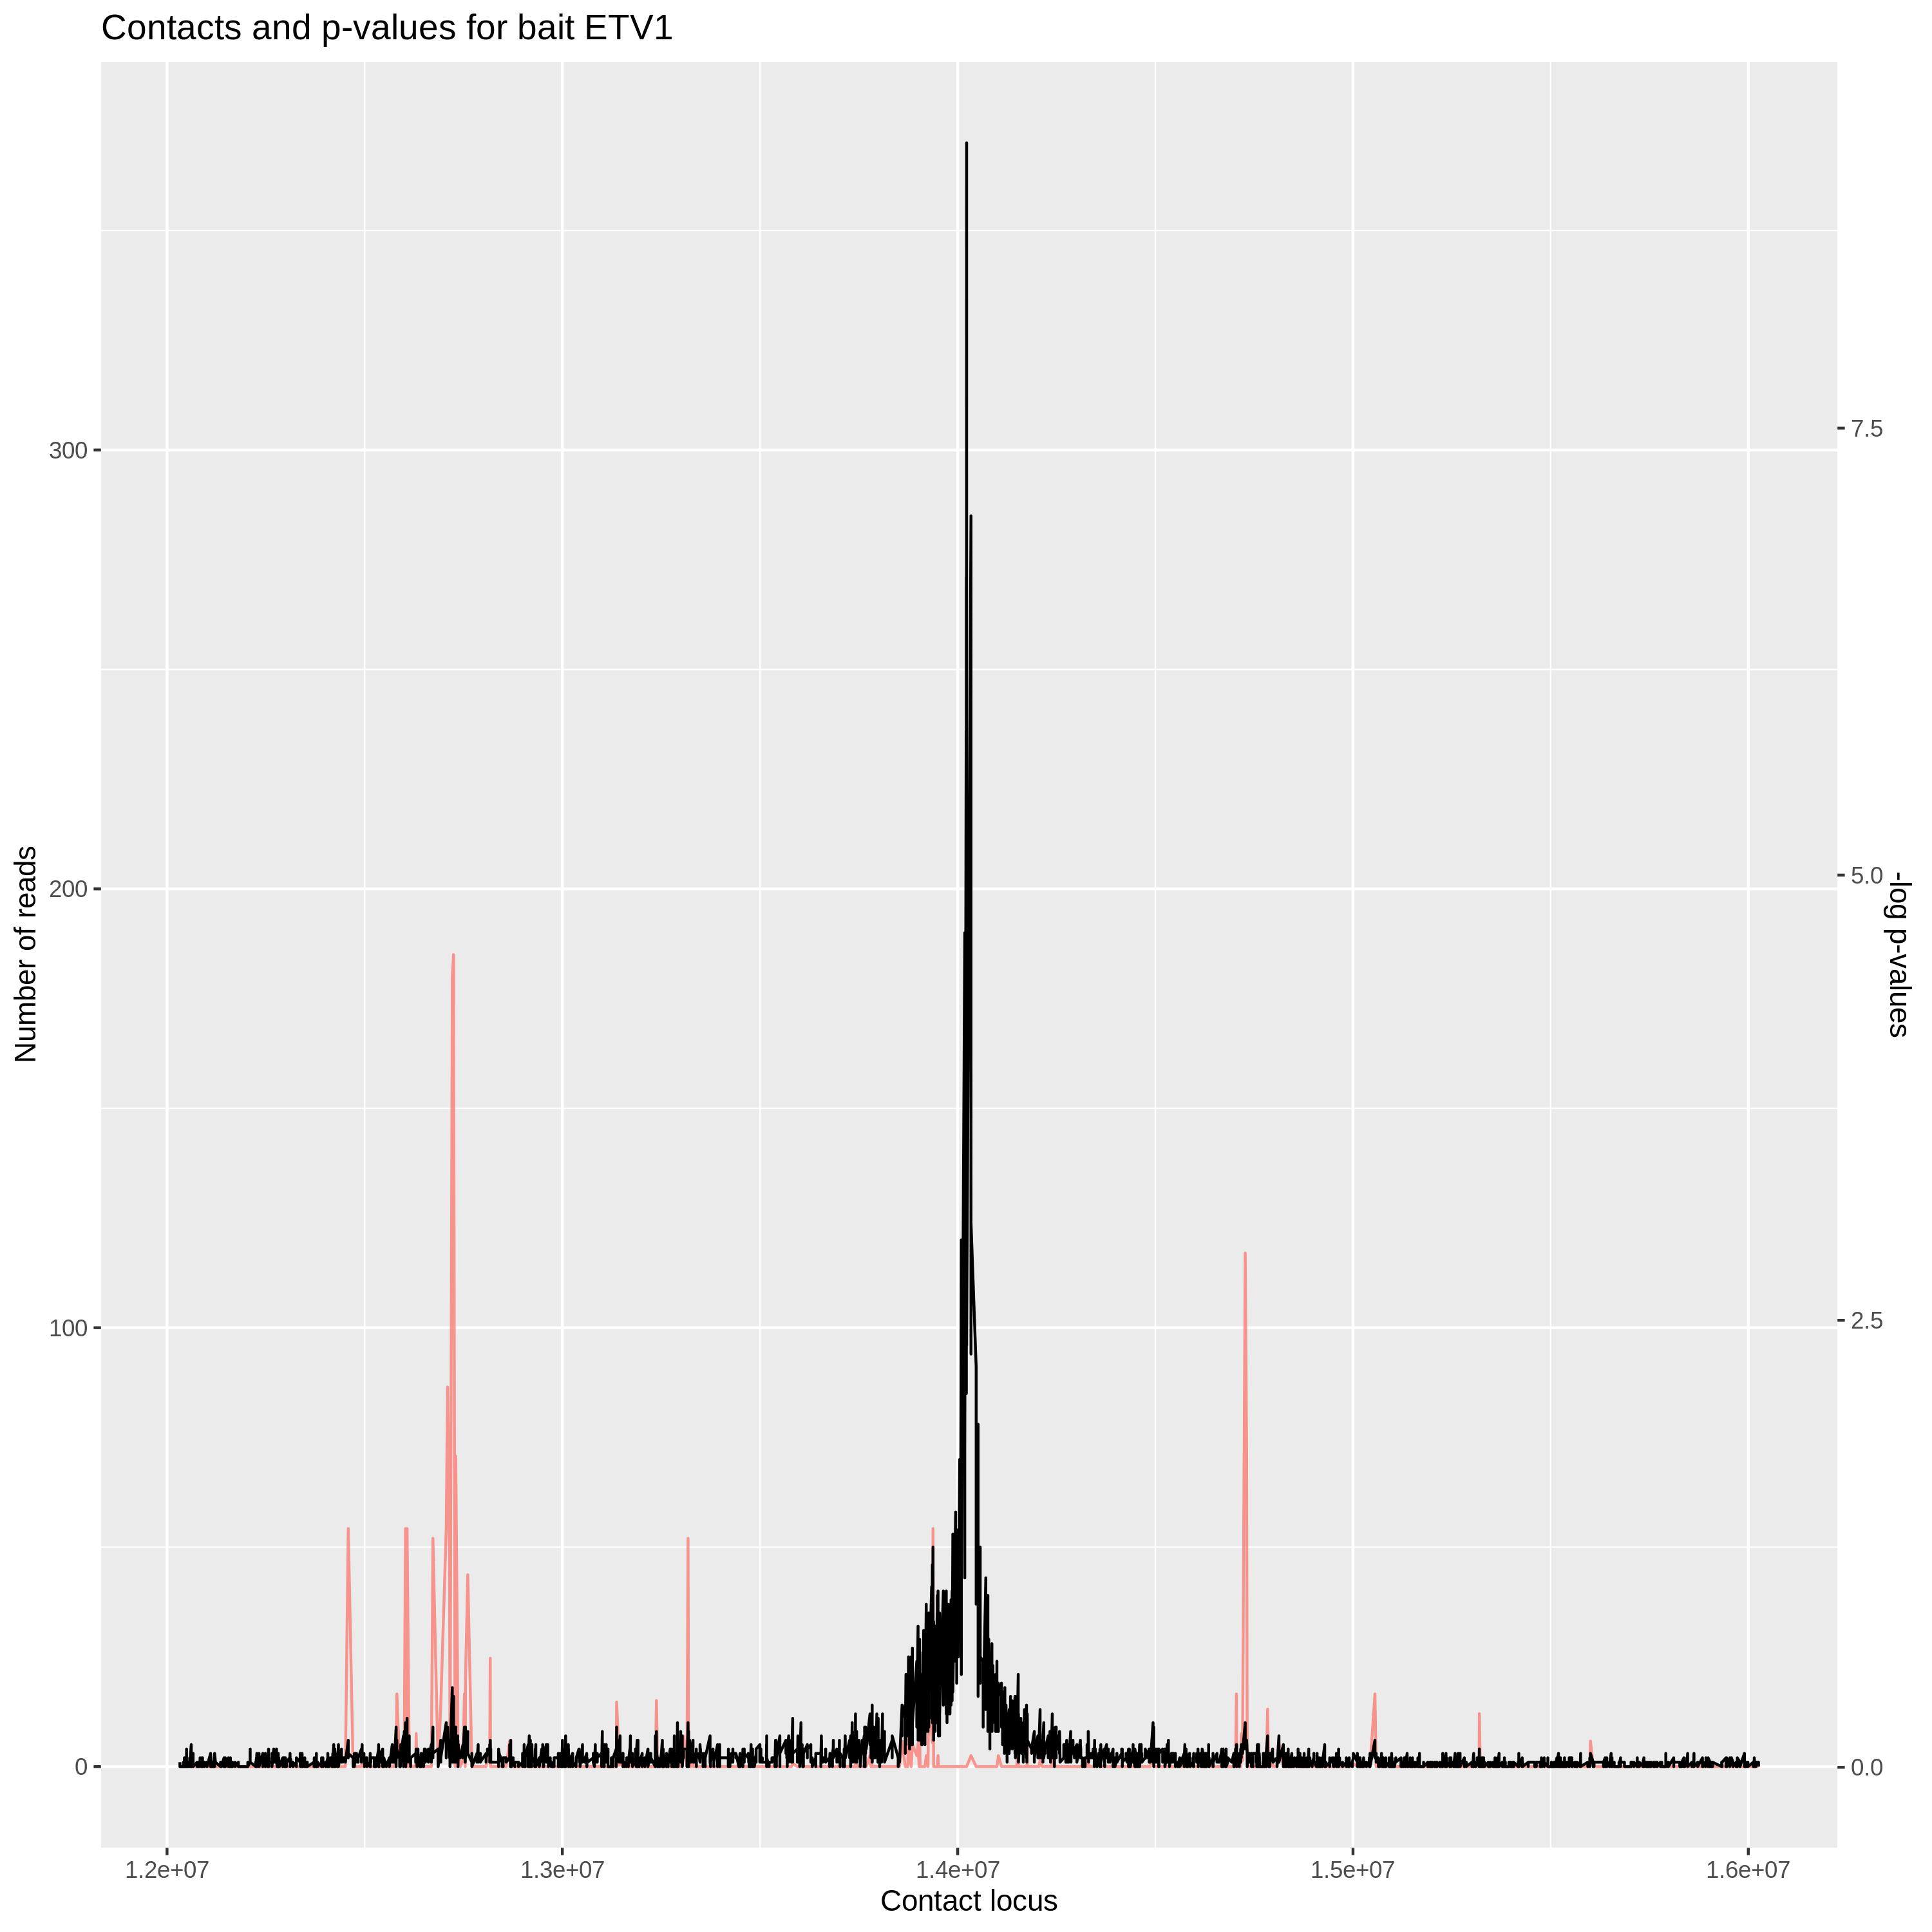 Contacts and p-values for bait ETV1
Number of reads
300
200
100
0
7.5
5.0
2.5
0.0
-log p-values
1.2e+07
1.3e+07
1.4e+07
1.5e+07
1.6e+07
Contact locus